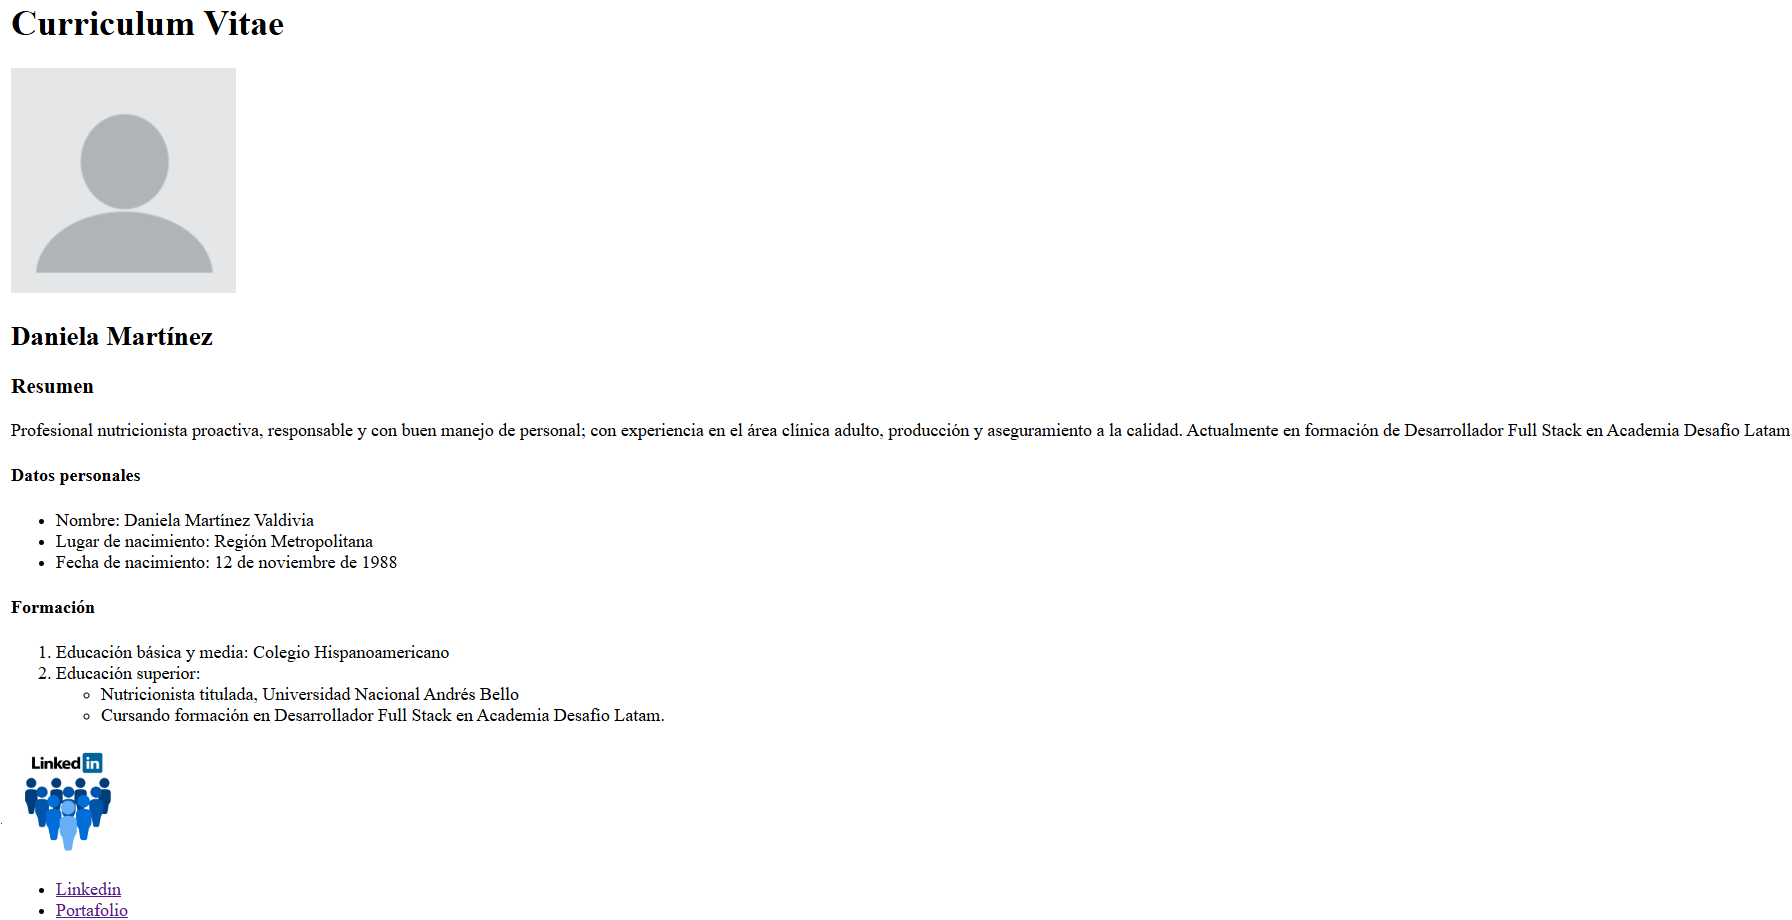 Curriculum Vitae
Daniela Martínez
Resumen
Profesional nutricionista proactiva, responsable y con buen manejo de personal; con experiencia en el área clínica adulto, producción y aseguramiento a la calidad. Actualmente en formación de Desarrollador Full Stack en Academia Desafío Latam
Datos personales
• Nombre: Daniela Martínez Valdivia
• Lugar de nacimiento: Región Metropolitana
• Fecha de nacimiento: 12 de noviembre de 1988
Formación
1. Educación básica y media: Colegio Hispanoamericano
2. Educación superior:
◦ Nutricionista titulada, Universidad Nacional Andrés Bello
◦ Cursando formación en Desarrollador Full Stack en Academia Desafío Latam.
Linked in
• Linkedin
• Portafolio